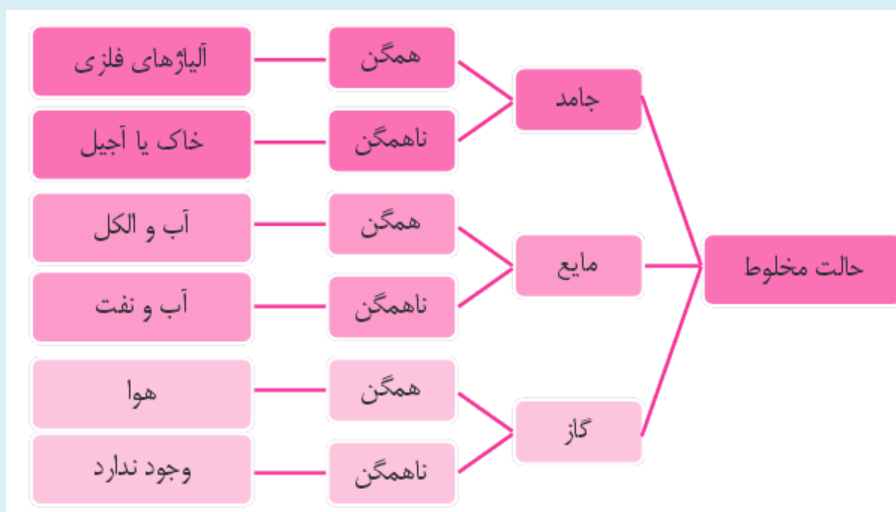 حالت مخلوط
جامد
همگن
آلیاژهای فلزی
ناهمگن
خاک یا آجیل
مایع
همگن
آب و الکل
ناهمگن
آب و نفت
گاز
همگن
هوا
ناهمگن
وجود ندارد